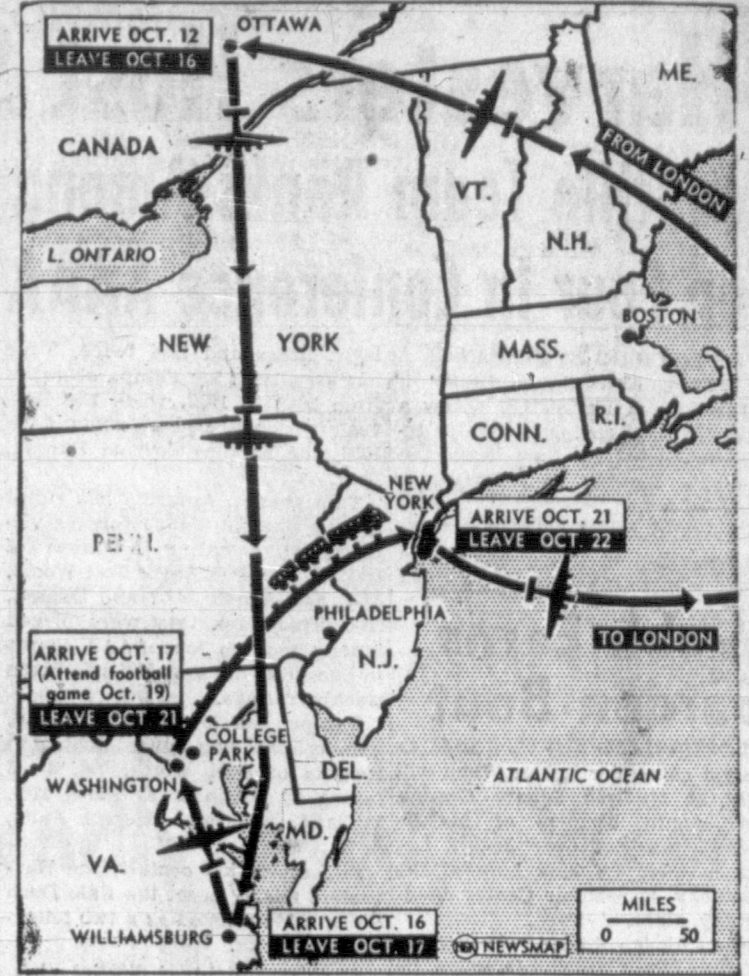 ARRIVE OCT. 12
LEAVE OCT 16
OTTAWA
ME.
CANADA
FROM LONDON
VT.
N.H.
L. ONTARIO
BOSTON
NEW YORK
MASS.
CONN.
R.I.
NEW
YORK
ARRIVE OCT. 21
LEAVE OCT. 22
PENN.
PHILADELPHIA
TO LONDON
N.J.
ARRIVE OCT. 17
(Attend football
game Oct. 19)
LEAVE OCT 21
COLLEGE
PARK
WASHINGTON
DEL.
ATLANTIC OCEAN
MD.
VA.
MILES
0 50
ARRIVE OCT. 16
LEAVE OCT. 17
WILLIAMSBURG
NEA NEWSMAP